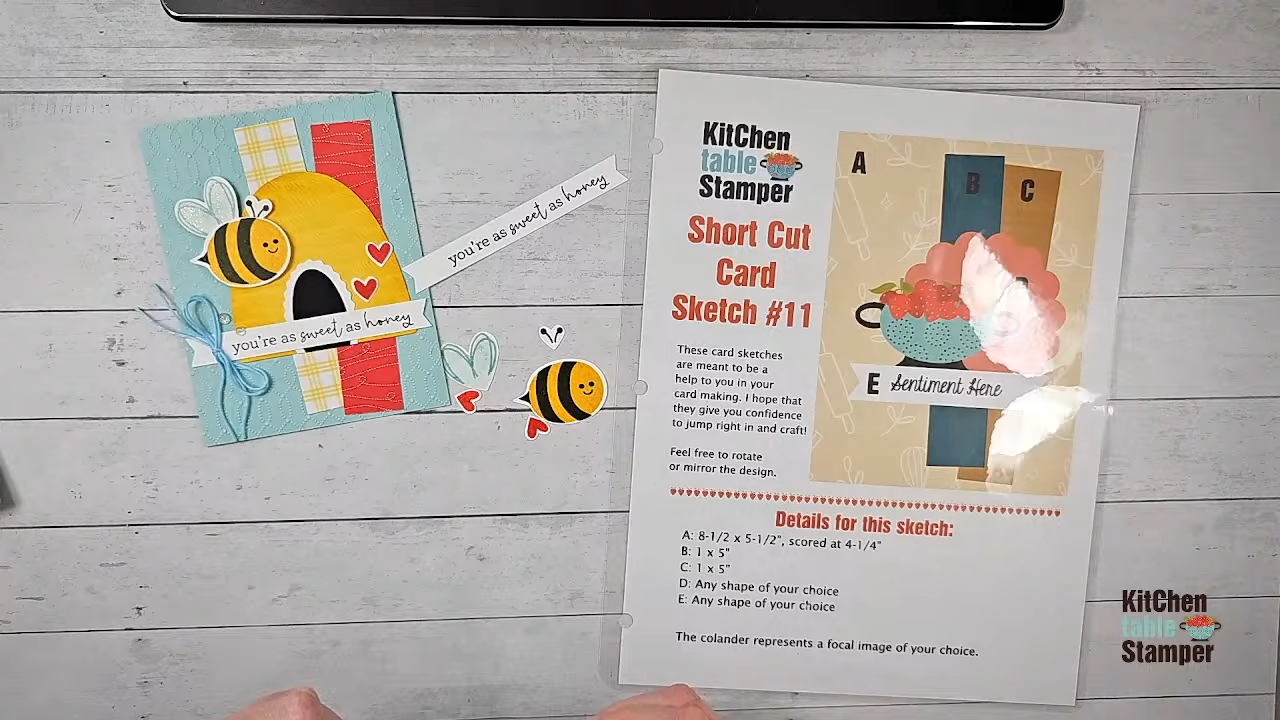 you're as sweet as honey
you're as sweet as honey
KitChen
table
Stamper
Short Cut
Card
Sketch #11
These card sketches
are meant to be a
help to you in your
card making. I hope that
they give you confidence
to jump right in and craft!
Feel free to rotate
or mirror the design.
A
B
C
E Sentiment Here
Details for this sketch:
A: 8-1/2 x 5-1/2", scored at 4-1/4"
B: 1 x 5"
C: 1 x 5"
D: Any shape of your choice
E: Any shape of your choice
The colander represents a focal image of your choice.
KitChen
table
Stamper